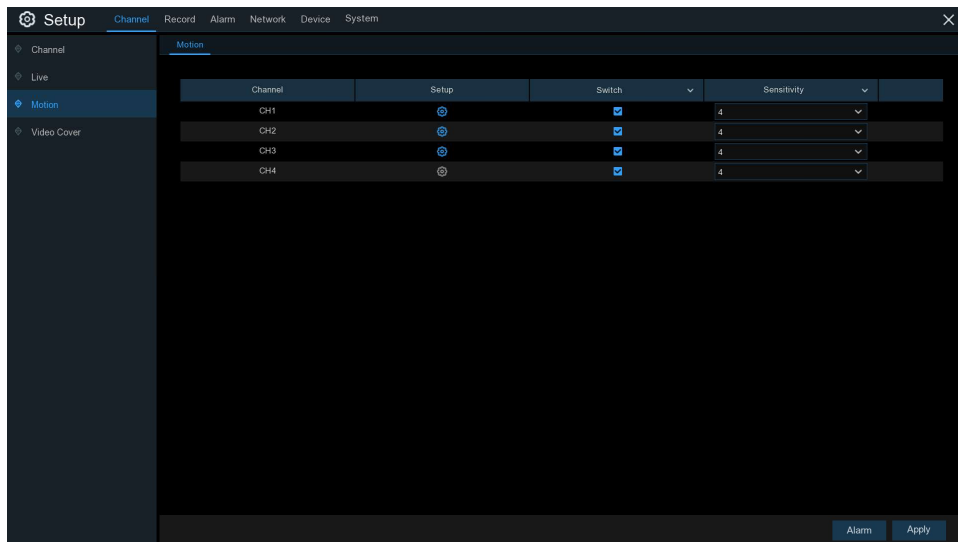 Setup Channel Record Alarm Network Device System
Channel
Motion
Live
Motion
Video Cover
Channel Setup Switch Sensitivity
CH1 4
CH2 4
CH3 4
CH4 4
Alarm Apply